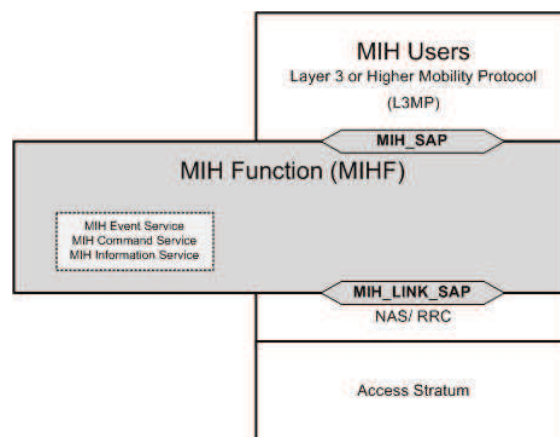 MIH Users
Layer 3 or Higher Mobility Protocol
(L3MP)
MIH_SAP
MIH Function (MIHF)
MIH Event Service
MIH Command Service
MIH Information Service
MIH_LINK_SAP
NAS/ RRC
Access Stratum